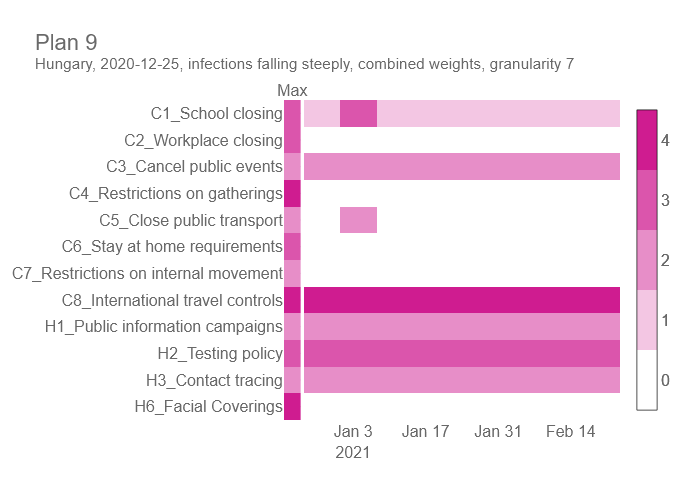 Plan 9
Hungary, 2020-12-25, infections falling steeply, combined weights, granularity 7
Max
C1_School closing
C2_Workplace closing
C3_Cancel public events
C4_Restrictions on gatherings
C5_Close public transport
C6_Stay at home requirements
C7_Restrictions on internal movement
C8_International travel controls
H1_Public information campaigns
H2_Testing policy
H3_Contact tracing
H6_Facial Coverings
Jan 3 Jan 17 Jan 31 Feb 14
2021
4
3
2
1
0